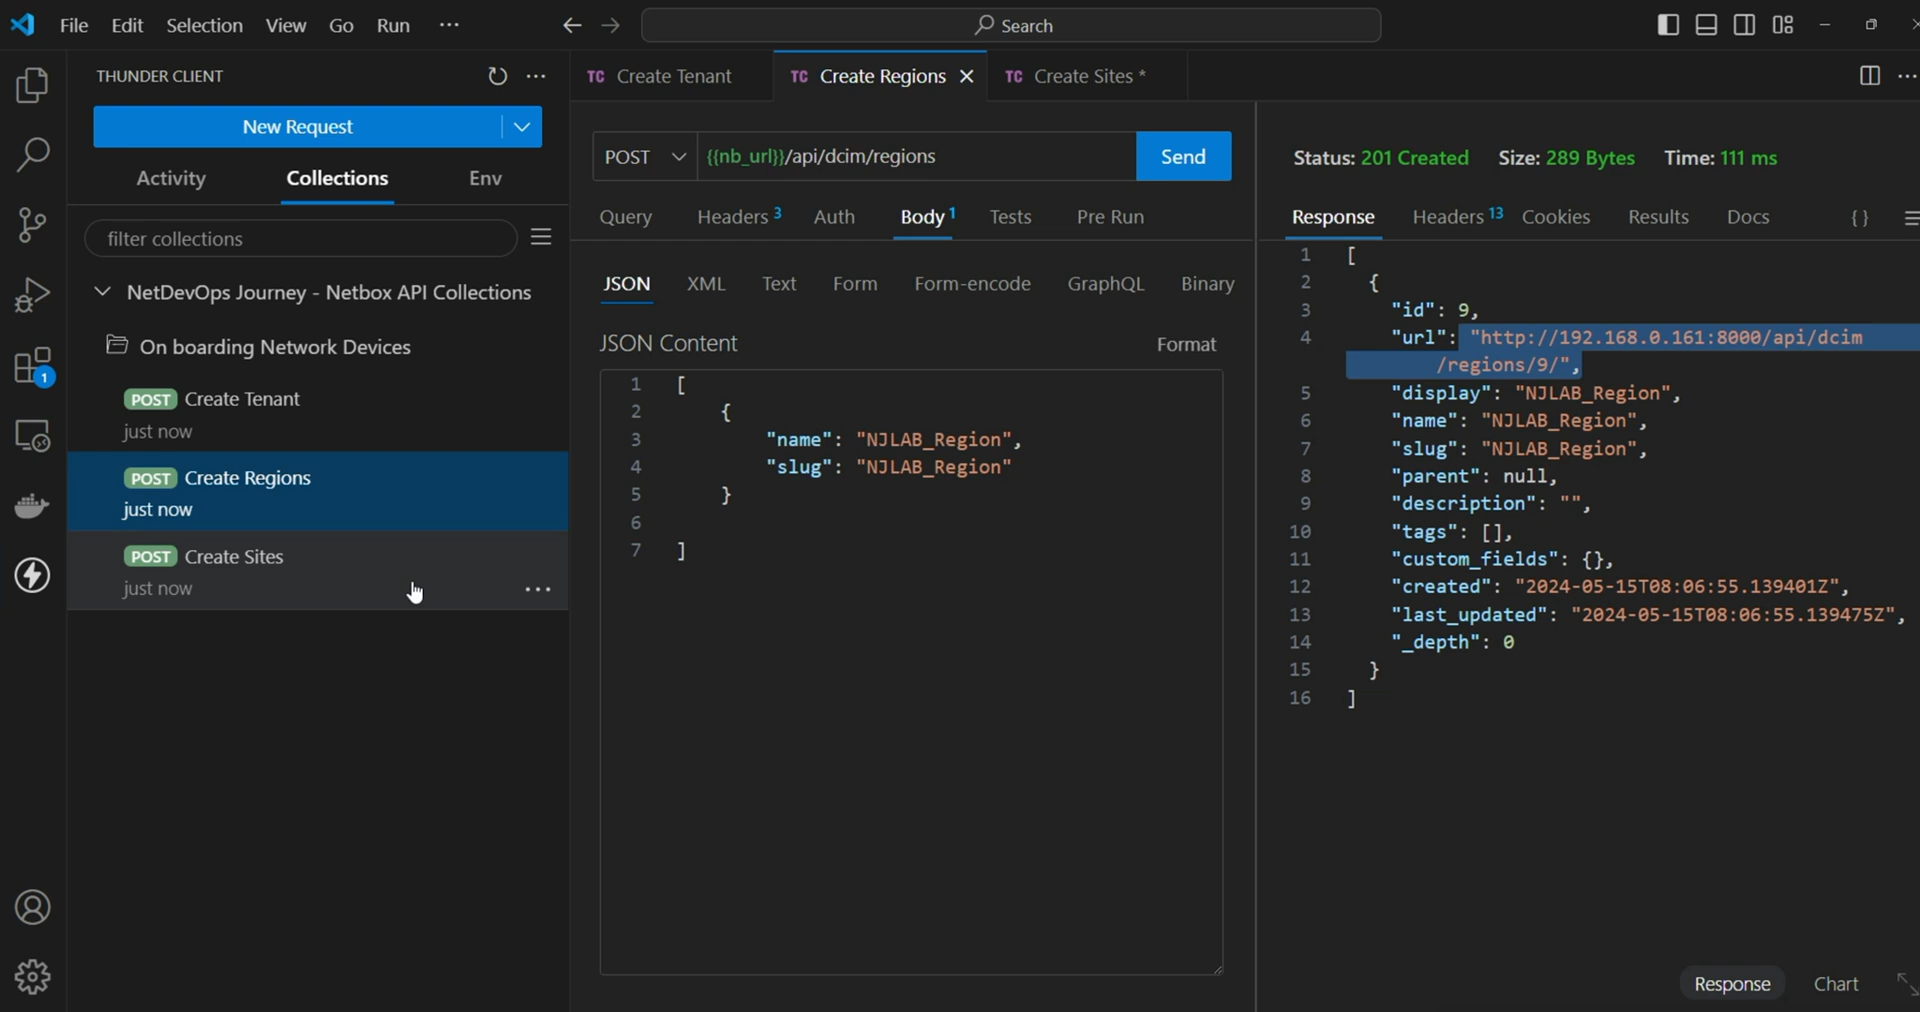 File Edit Selection View Go Run ···
Search
THUNDER CLIENT
New Request
Activity Collections Env
filter collections
NetDevOps Journey - Netbox API Collections
On boarding Network Devices
POST Create Tenant
just now
POST Create Regions
just now
POST Create Sites
just now
1
TC Create Tenant
TC Create Regions
TC Create Sites *
POST {{nb_url}}/api/dcim/regions Send
Query Headers 3 Auth Body 1 Tests Pre Run
JSON XML Text Form Form-encode GraphQL Binary
JSON Content Format
1 [
2 {
3 "name": "NJLAB_Region",
4 "slug": "NJLAB_Region"
5 }
6
7 ]
Status: 201 Created Size: 289 Bytes Time: 111 ms
Response Headers 13 Cookies Results Docs { }
1 [
2 {
3 "id": 9,
4 "url": "http://192.168.0.161:8000/api/dcim
/regions/9/",
5 "display": "NJLAB_Region",
6 "name": "NJLAB_Region",
7 "slug": "NJLAB_Region",
8 "parent": null,
9 "description": "",
10 "tags": [],
11 "custom_fields": {},
12 "created": "2024-05-15T08:06:55.139401Z",
13 "last_updated": "2024-05-15T08:06:55.139475Z",
14 "_depth": 0
15 }
16 ]
Response Chart